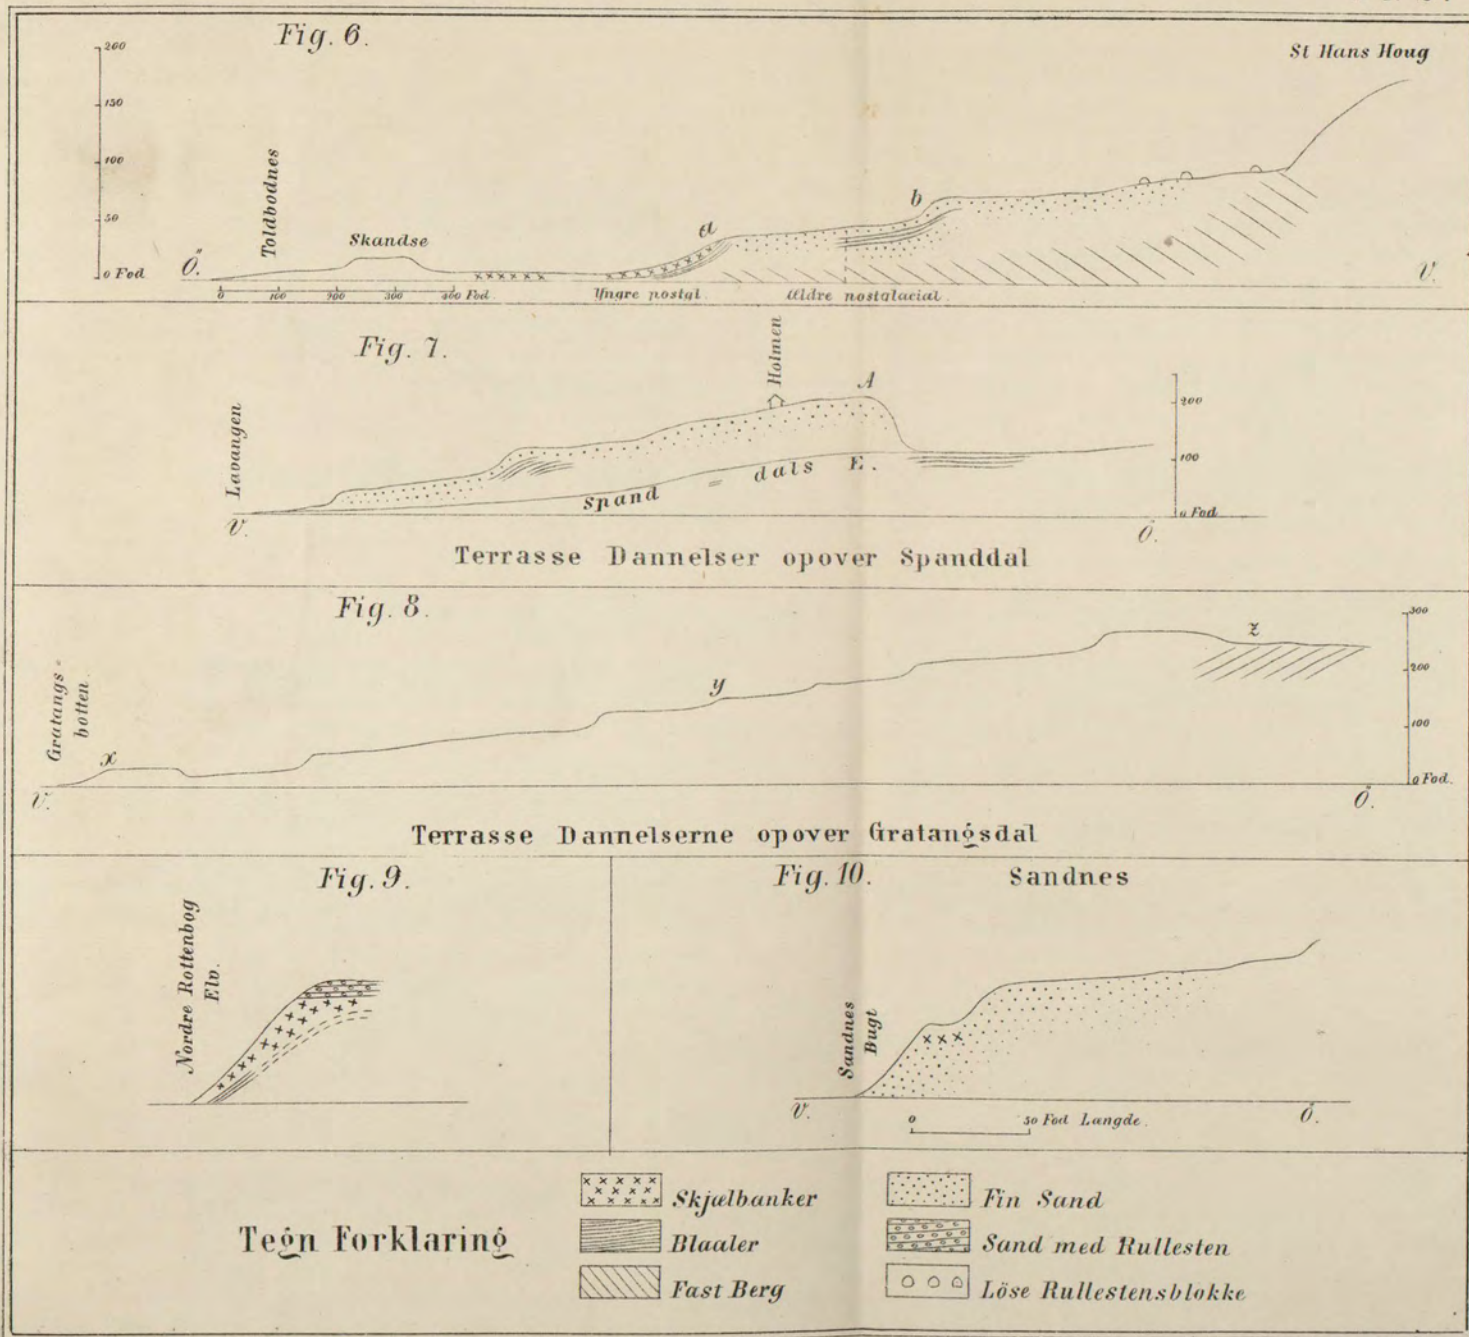 Fig. 6.
St Hans Houg
200
150
100
50
0 Fod
Toldbodnes
Skandse
a
b
Ö.
V.
0 100 200 300 400 Fod.
Yngre postgl.
Ældre postglacial.
Fig. 7.
Lavangen
Holmen
A
200
100
0 Fod
Spand dals E.
V.
Ö.
Terrasse Dannelser opover Spanddal
Fig. 8.
Gratangs-
botten.
x
y
z
300
200
100
0 Fod.
V.
Ö.
Terrasse Dannelserne opover Gratangsdal
Fig. 9.
Nordre Rottenbog
Elv.
Fig. 10.
Sandnes
Sandnes
Bugt
V.
Ö.
0 50 Fod Længde.
Tegn Forklaring
Skjælbanker
Blaaler
Fast Berg
Fin Sand
Sand med Rullesten
Löse Rullestensblokke